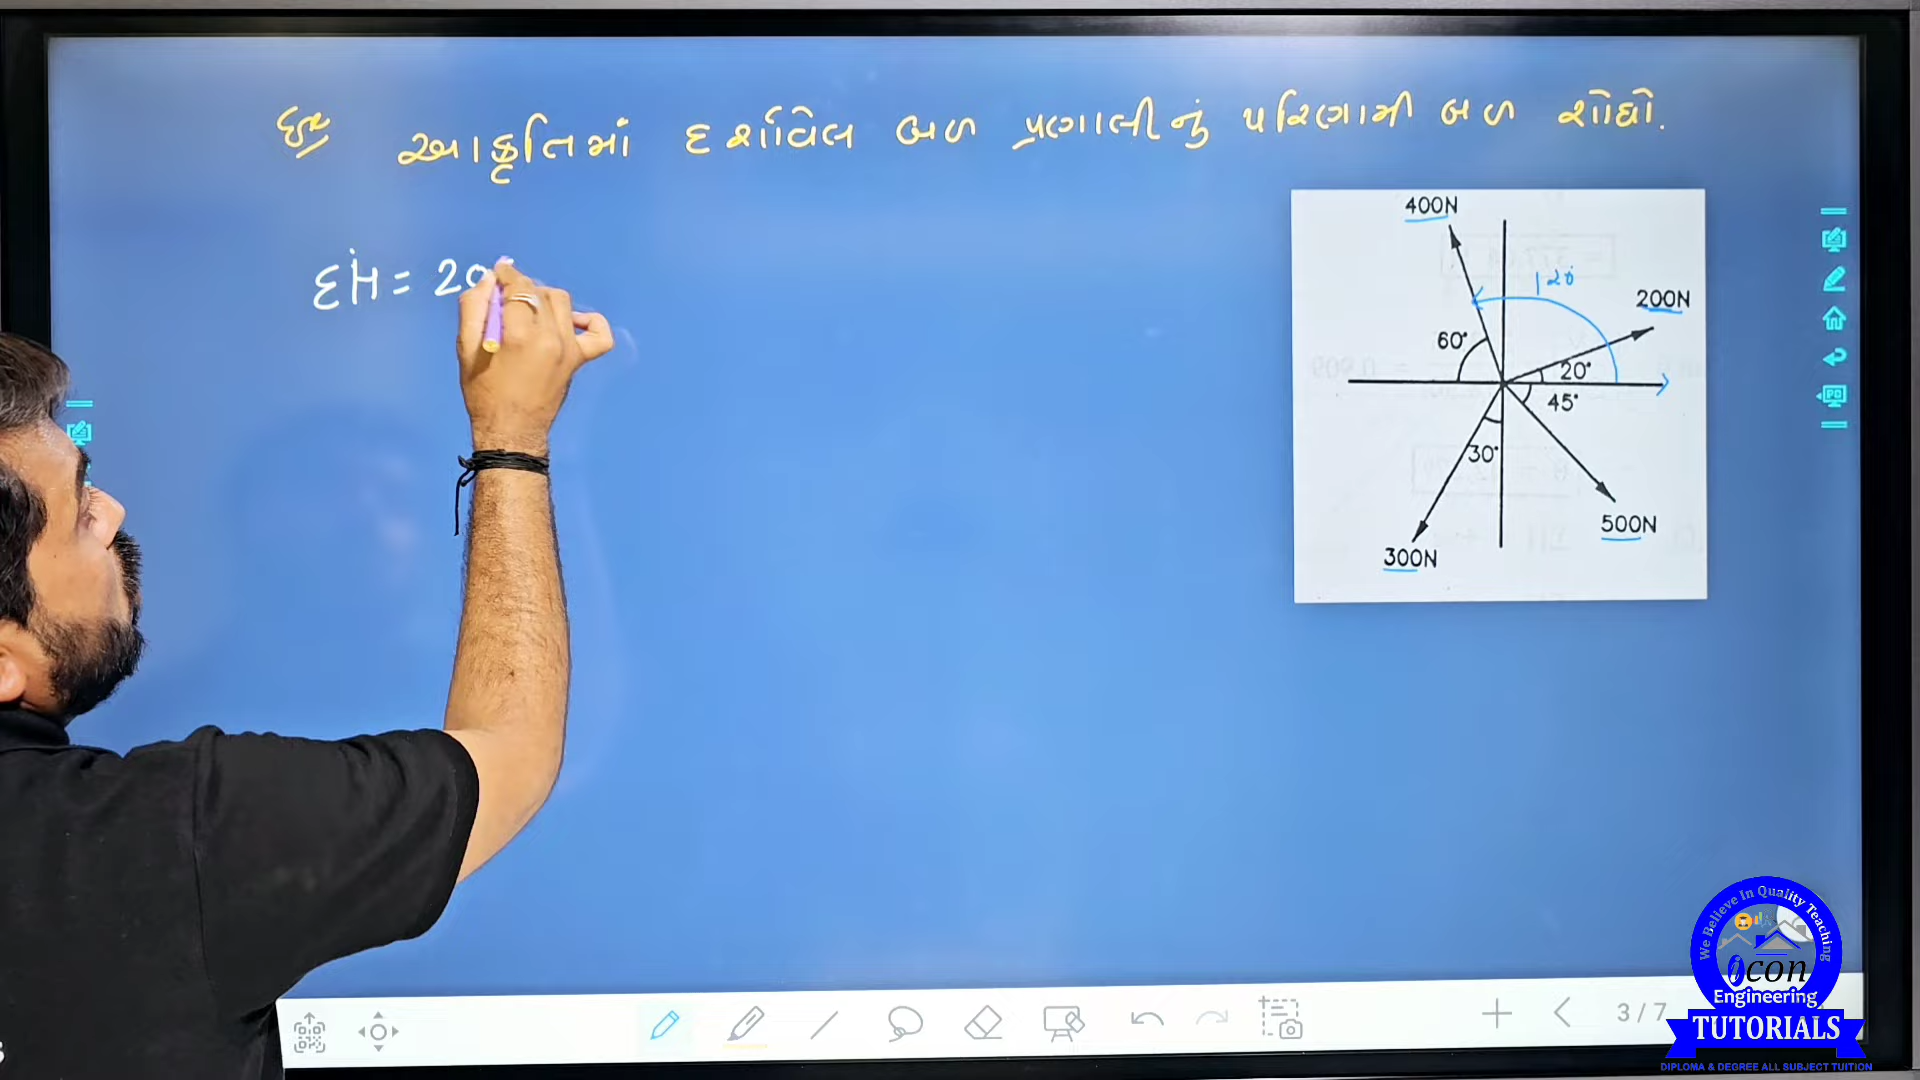 આકૃતિમાં દર્શાવેલ બળ પ્રણાલીનું પરિણામી બળ શોધો.
ΣH = 20
400N
120°
200N
60°
20°
45°
30°
500N
300N
3/7
We Believe In Quality Teaching
icon
Engineering
TUTORIALS
DIPLOMA & DEGREE ALL SUBJECT TUITION